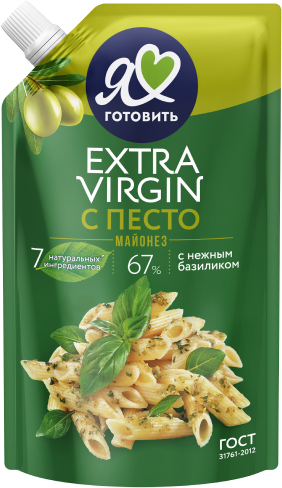 Я
ГОТОВИТЬ
EXTRA
VIRGIN
С ПЕСТО
МАЙОНЕЗ
7 натуральных*
ингредиентов
67%
с нежным
базиликом
ГОСТ
31761-2012